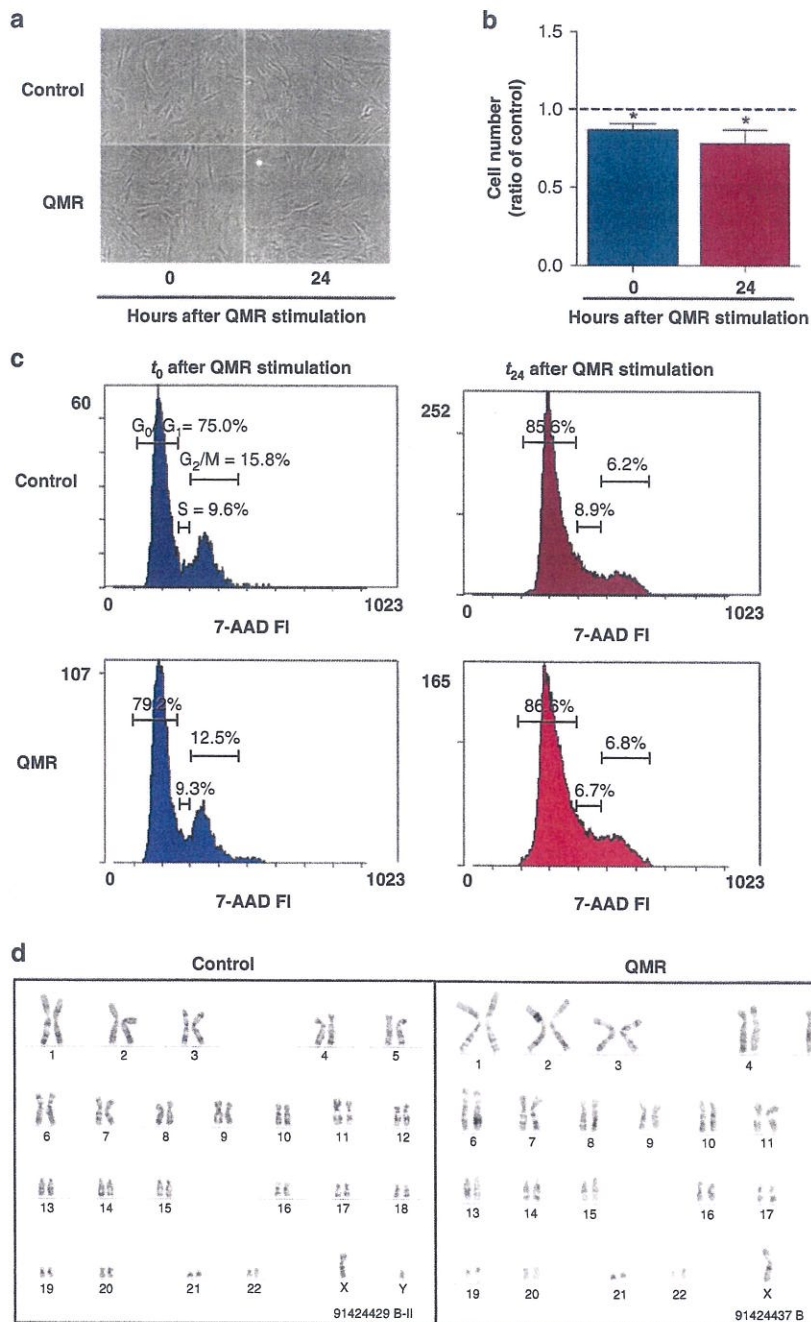 a
Control
QMR
0 24
Hours after QMR stimulation
b
Cell number
(ratio of control)
1.5
1.0
0.5
0.0
* *
0 24
Hours after QMR stimulation
c
t0 after QMR stimulation
60
Control
G0/G1 = 75.0%
G2/M = 15.8%
S = 9.6%
0 1023
7-AAD FI
t24 after QMR stimulation
252
85.6%
6.2%
8.9%
0 1023
7-AAD FI
107
QMR
79.2%
12.5%
9.3%
0 1023
7-AAD FI
165
86.6%
6.8%
6.7%
0 1023
7-AAD FI
d
Control
1 2 3 4 5
6 7 8 9 10 11 12
13 14 15 16 17 18
19 20 21 22 X Y
91424429 B-II
QMR
1 2 3 4
6 7 8 9 10 11
13 14 15 16 17
19 20 21 22 X
91424437 B